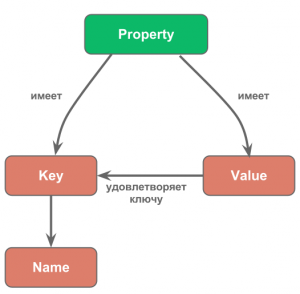 Property
имеет
имеет
Key
Value
удовлетворяет
ключу
Name